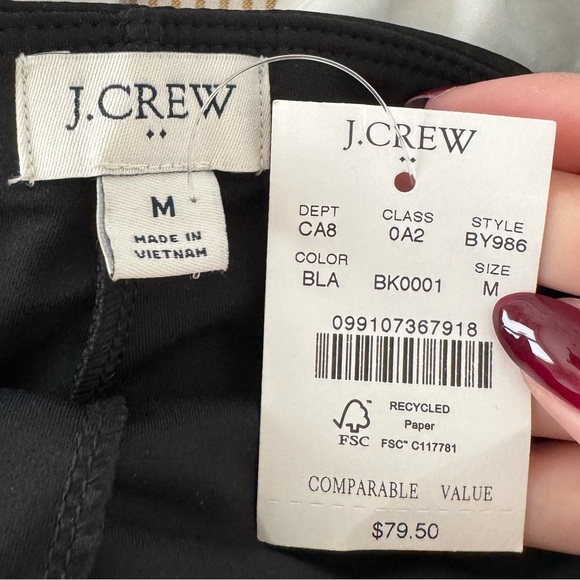 J.CREW
M
MADE IN
VIETNAM
J.CREW
DEPT CLASS STYLE
CA8 0A2 BY986
COLOR SIZE
BLA BK0001 M
099107367918
FSC
RECYCLED
Paper
FSC™ C117781
COMPARABLE VALUE
$79.50